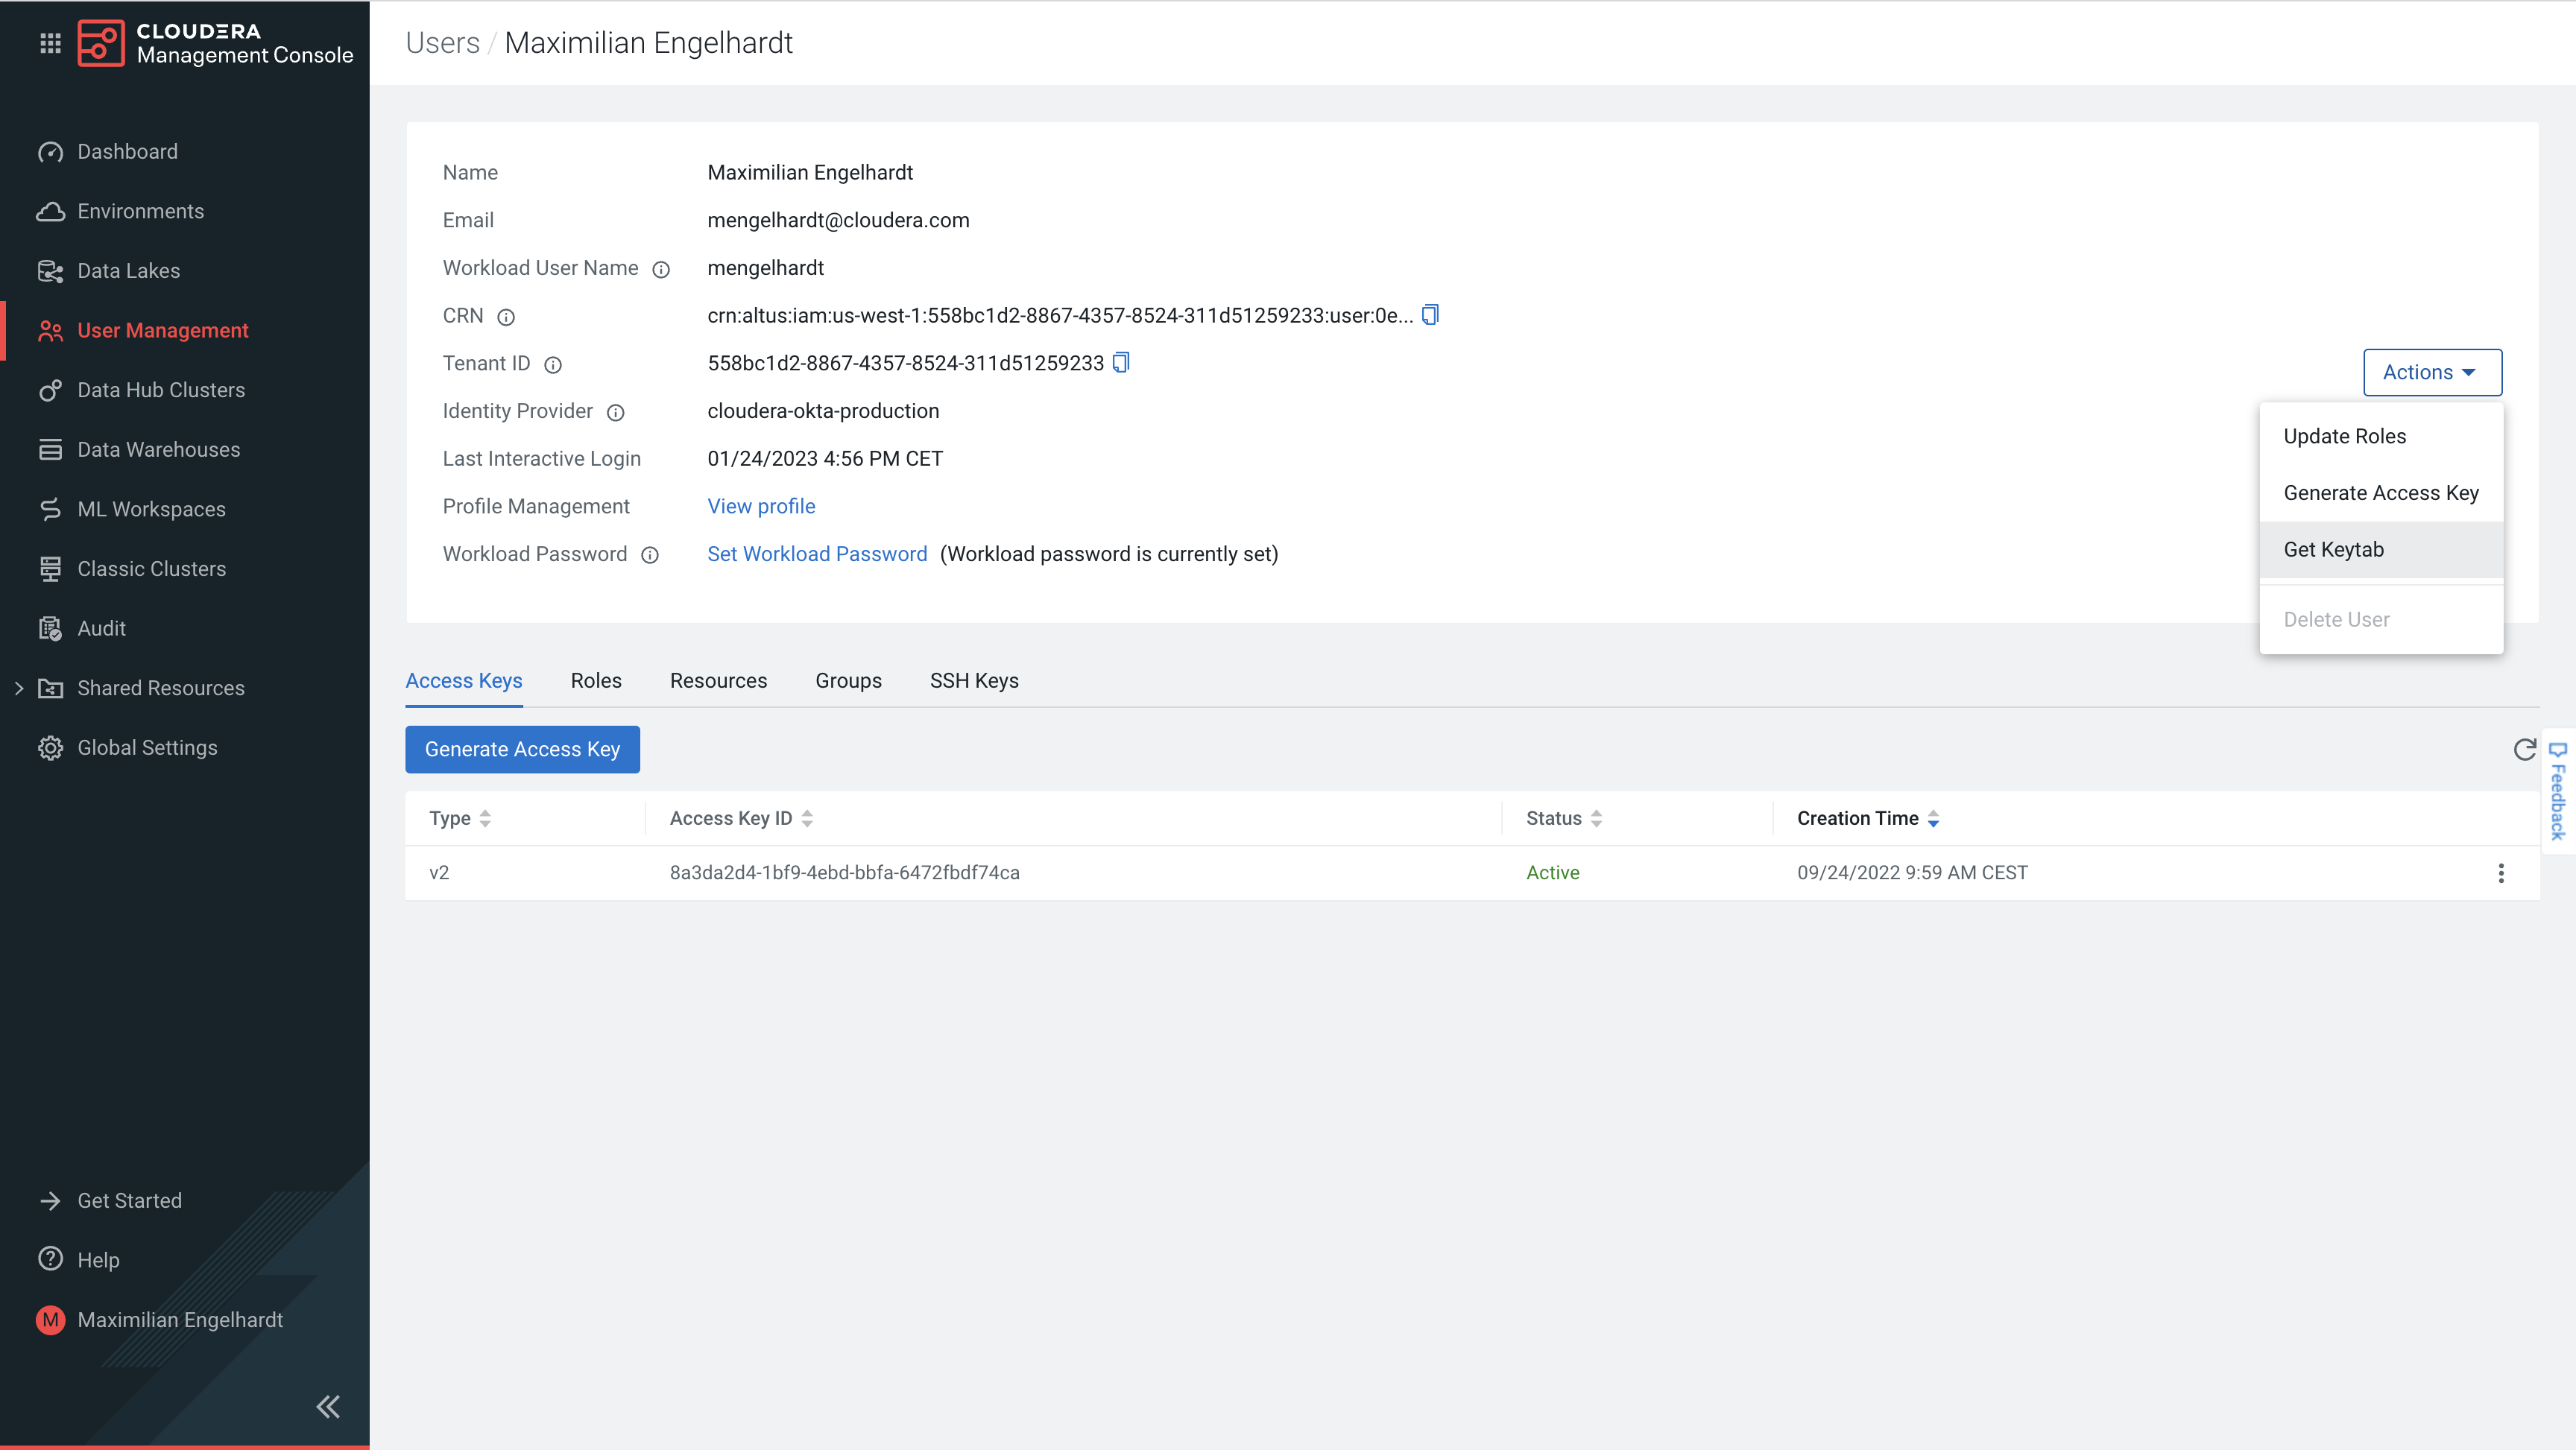 CLOUDERA
Management Console
Users / Maximilian Engelhardt
Dashboard
Environments
Data Lakes
User Management
Data Hub Clusters
Data Warehouses
ML Workspaces
Classic Clusters
Audit
Shared Resources
Global Settings
Get Started
Help
M Maximilian Engelhardt
Name Maximilian Engelhardt
Email mengelhardt@cloudera.com
Workload User Name mengelhardt
CRN crn:altus:iam:us-west-1:558bc1d2-8867-4357-8524-311d51259233:user:0e...
Tenant ID 558bc1d2-8867-4357-8524-311d51259233
Identity Provider cloudera-okta-production
Last Interactive Login 01/24/2023 4:56 PM CET
Profile Management View profile
Workload Password Set Workload Password (Workload password is currently set)
Actions
Update Roles
Generate Access Key
Get Keytab
Delete User
Access Keys Roles Resources Groups SSH Keys
Generate Access Key
Feedback
Type Access Key ID Status Creation Time
v2 8a3da2d4-1bf9-4ebd-bbfa-6472fbdf74ca Active 09/24/2022 9:59 AM CEST